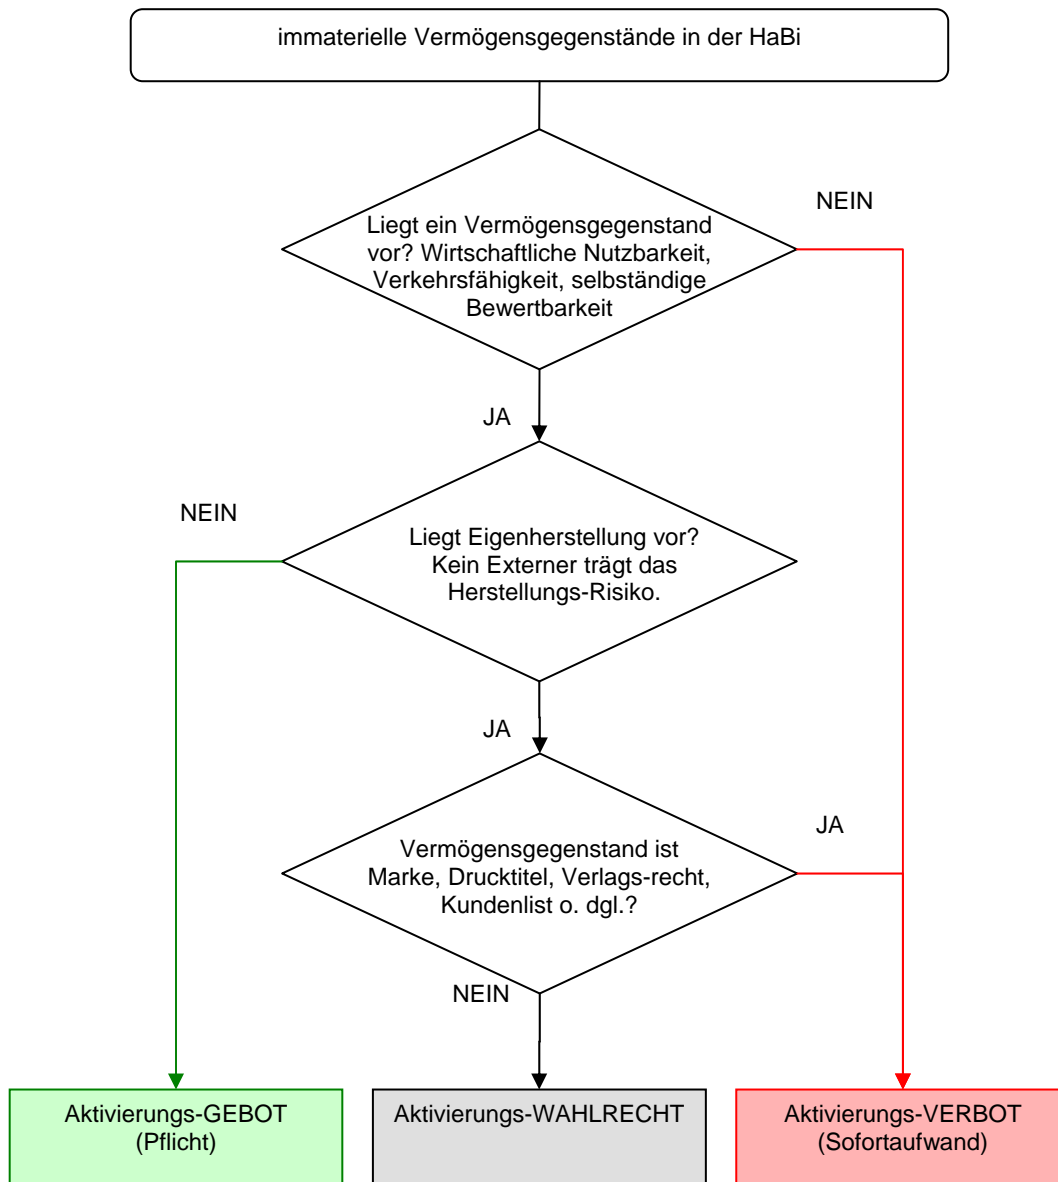 immaterielle Vermögensgegenstände in der HaBi
NEIN
Liegt ein Vermögensgegenstand
vor? Wirtschaftliche Nutzbarkeit,
Verkehrsfähigkeit, selbständige
Bewertbarkeit
JA
NEIN
Liegt Eigenherstellung vor?
Kein Externer trägt das
Herstellungs-Risiko.
JA
JA
Vermögensgegenstand ist
Marke, Drucktitel, Verlags-recht,
Kundenlist o. dgl.?
NEIN
Aktivierungs-GEBOT
(Pflicht)
Aktivierungs-WAHLRECHT
Aktivierungs-VERBOT
(Sofortaufwand)